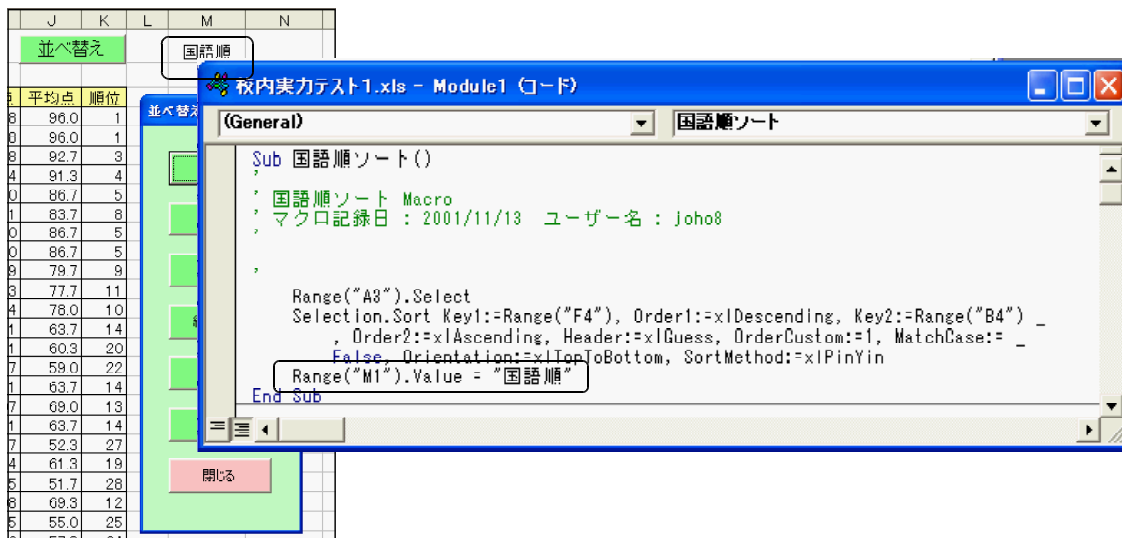 J K L M N
並べ替え 国語順
平均点 順位
96.0 1
96.0 1
92.7 3
91.3 4
86.7 5
83.7 8
86.7 5
86.7 5
79.7 9
77.7 11
78.0 10
63.7 14
60.3 20
59.0 22
63.7 14
69.0 13
63.7 14
52.3 27
61.3 19
51.7 28
69.3 12
55.0 25
並べ替え
閉じる
校内実力テスト1.xls - Module1 (コード)
(General) 国語順ソート
Sub 国語順ソート()
'
' 国語順ソート Macro
' マクロ記録日 : 2001/11/13 ユーザー名 : joho8
'
'
Range("A3").Select
Selection.Sort Key1:=Range("F4"), Order1:=xlDescending, Key2:=Range("B4") _
, Order2:=xlAscending, Header:=xlGuess, OrderCustom:=1, MatchCase:= _
False, Orientation:=xlTopToBottom, SortMethod:=xlPinYin
Range("M1").Value = "国語順"
End Sub